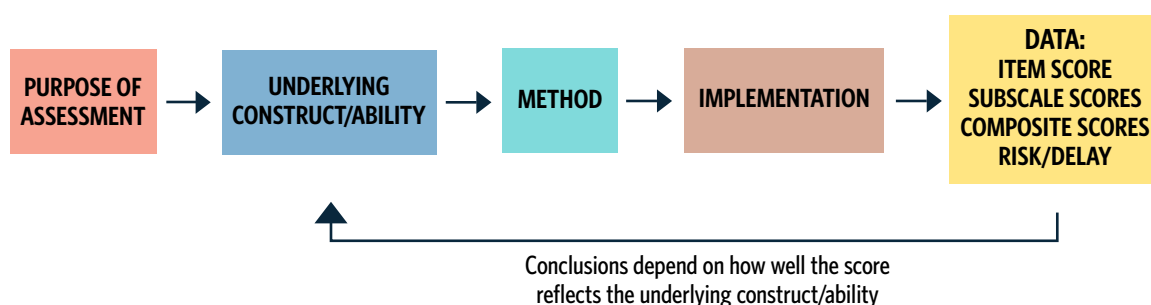 PURPOSE OF
ASSESSMENT
UNDERLYING
CONSTRUCT/ABILITY
METHOD
IMPLEMENTATION
DATA:
ITEM SCORE
SUBSCALE SCORES
COMPOSITE SCORES
RISK/DELAY
Conclusions depend on how well the score
reflects the underlying construct/ability